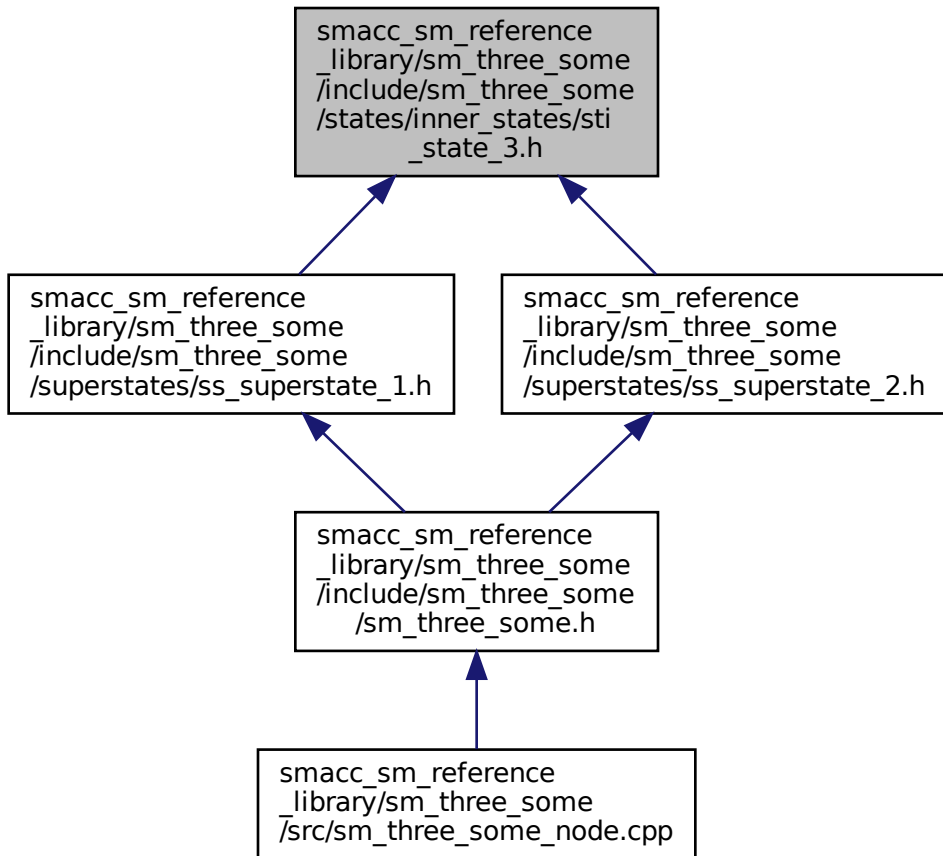 smacc_sm_reference
_library/sm_three_some
/include/sm_three_some
/states/inner_states/sti
_state_3.h
smacc_sm_reference
_library/sm_three_some
/include/sm_three_some
/superstates/ss_superstate_1.h
smacc_sm_reference
_library/sm_three_some
/include/sm_three_some
/superstates/ss_superstate_2.h
smacc_sm_reference
_library/sm_three_some
/include/sm_three_some
/sm_three_some.h
smacc_sm_reference
_library/sm_three_some
/src/sm_three_some_node.cpp